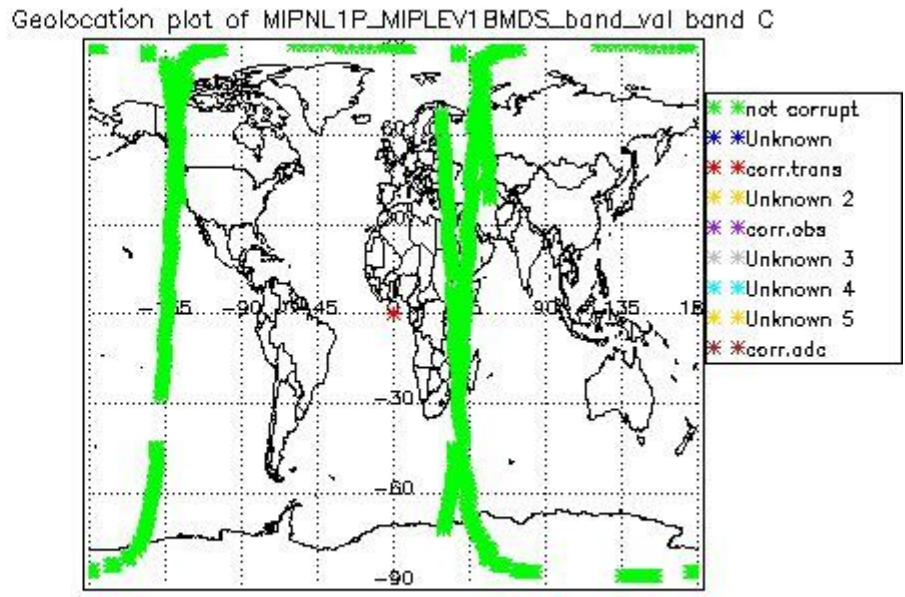 Geolocation plot of MIPNL1P_MIPLEV1BMDS_band_val band C
not corrupt
Unknown
corr.trans
Unknown 2
corr.obs
Unknown 3
Unknown 4
Unknown 5
corr.adc
60
-90
-45
90
135
-30
-60
-90